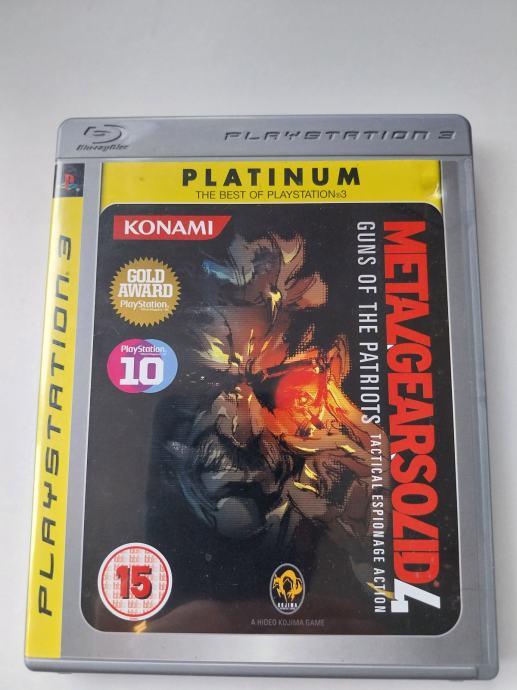 Blu-ray Disc
PLAYSTATION 3
PLAYSTATION 3
PLATINUM
THE BEST OF PLAYSTATION®3
KONAMI
GOLD
AWARD
PlayStation
PlayStation
10
METAL GEAR SOLID 4
GUNS OF THE PATRIOTS TACTICAL ESPIONAGE ACTION
15
KOJIMA
A HIDEO KOJIMA GAME